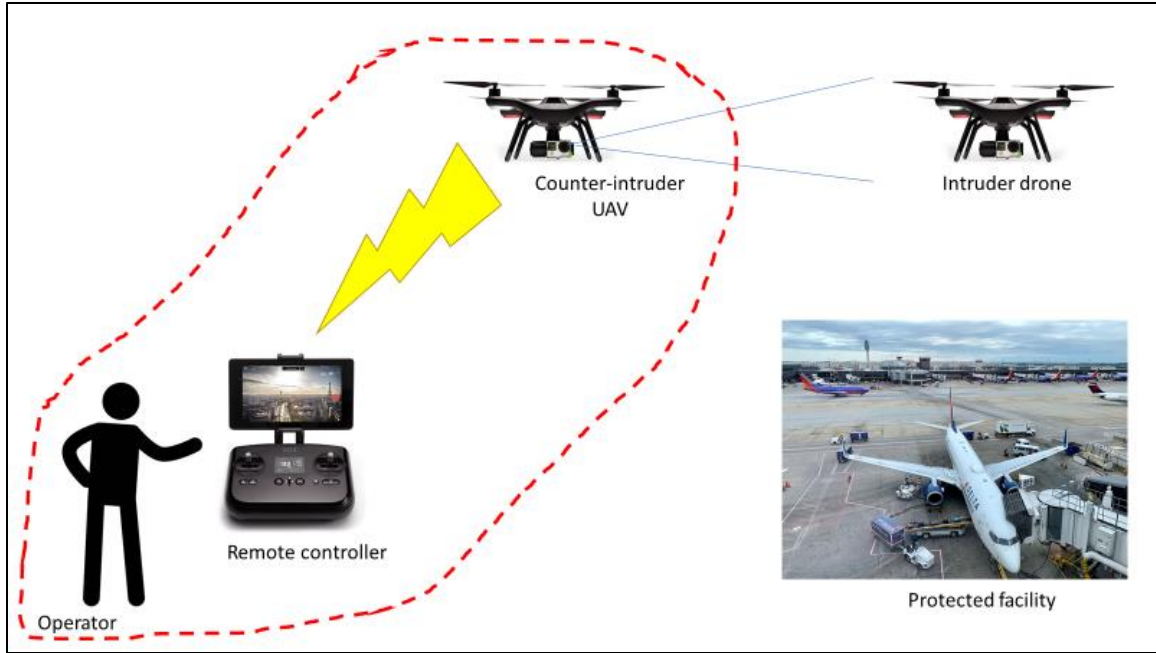 Counter-intruder
UAV
Intruder drone
Remote controller
Operator
Protected facility